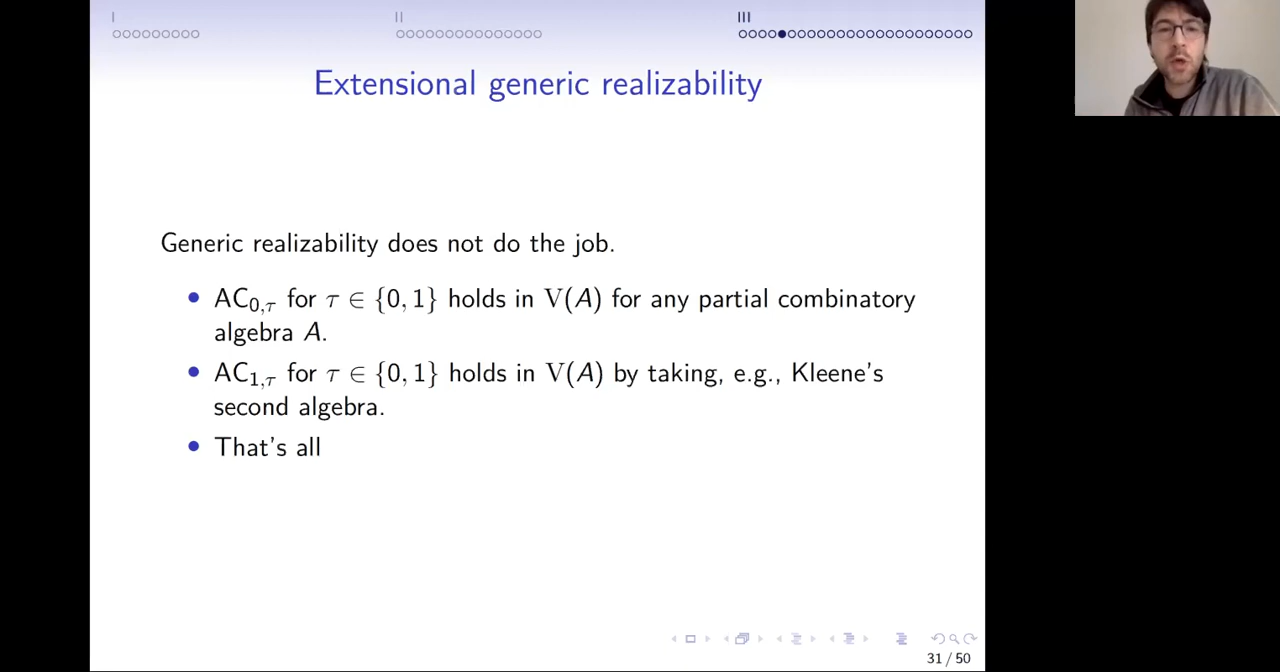 I II III
Extensional generic realizability
Generic realizability does not do the job.
• AC₀,τ for τ ∈ {0, 1} holds in V(A) for any partial combinatory
algebra A.
• AC₁,τ for τ ∈ {0, 1} holds in V(A) by taking, e.g., Kleene's
second algebra.
• That's all
31 / 50